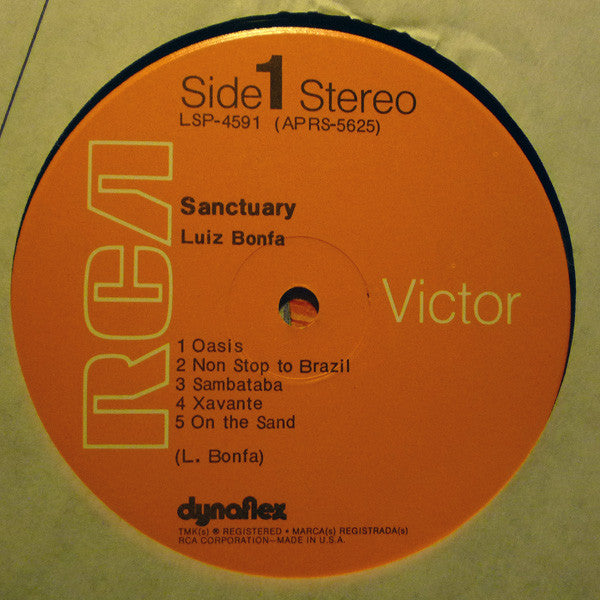 Side 1 Stereo
LSP-4591 (APRS-5625)
RCA
Sanctuary
Luiz Bonfa
Victor
1 Oasis
2 Non Stop to Brazil
3 Sambataba
4 Xavante
5 On the Sand
(L. Bonfa)
dynaflex
TMK(s) ® REGISTERED • MARCA(s) REGISTRADA(s)
RCA CORPORATION—MADE IN U.S.A.